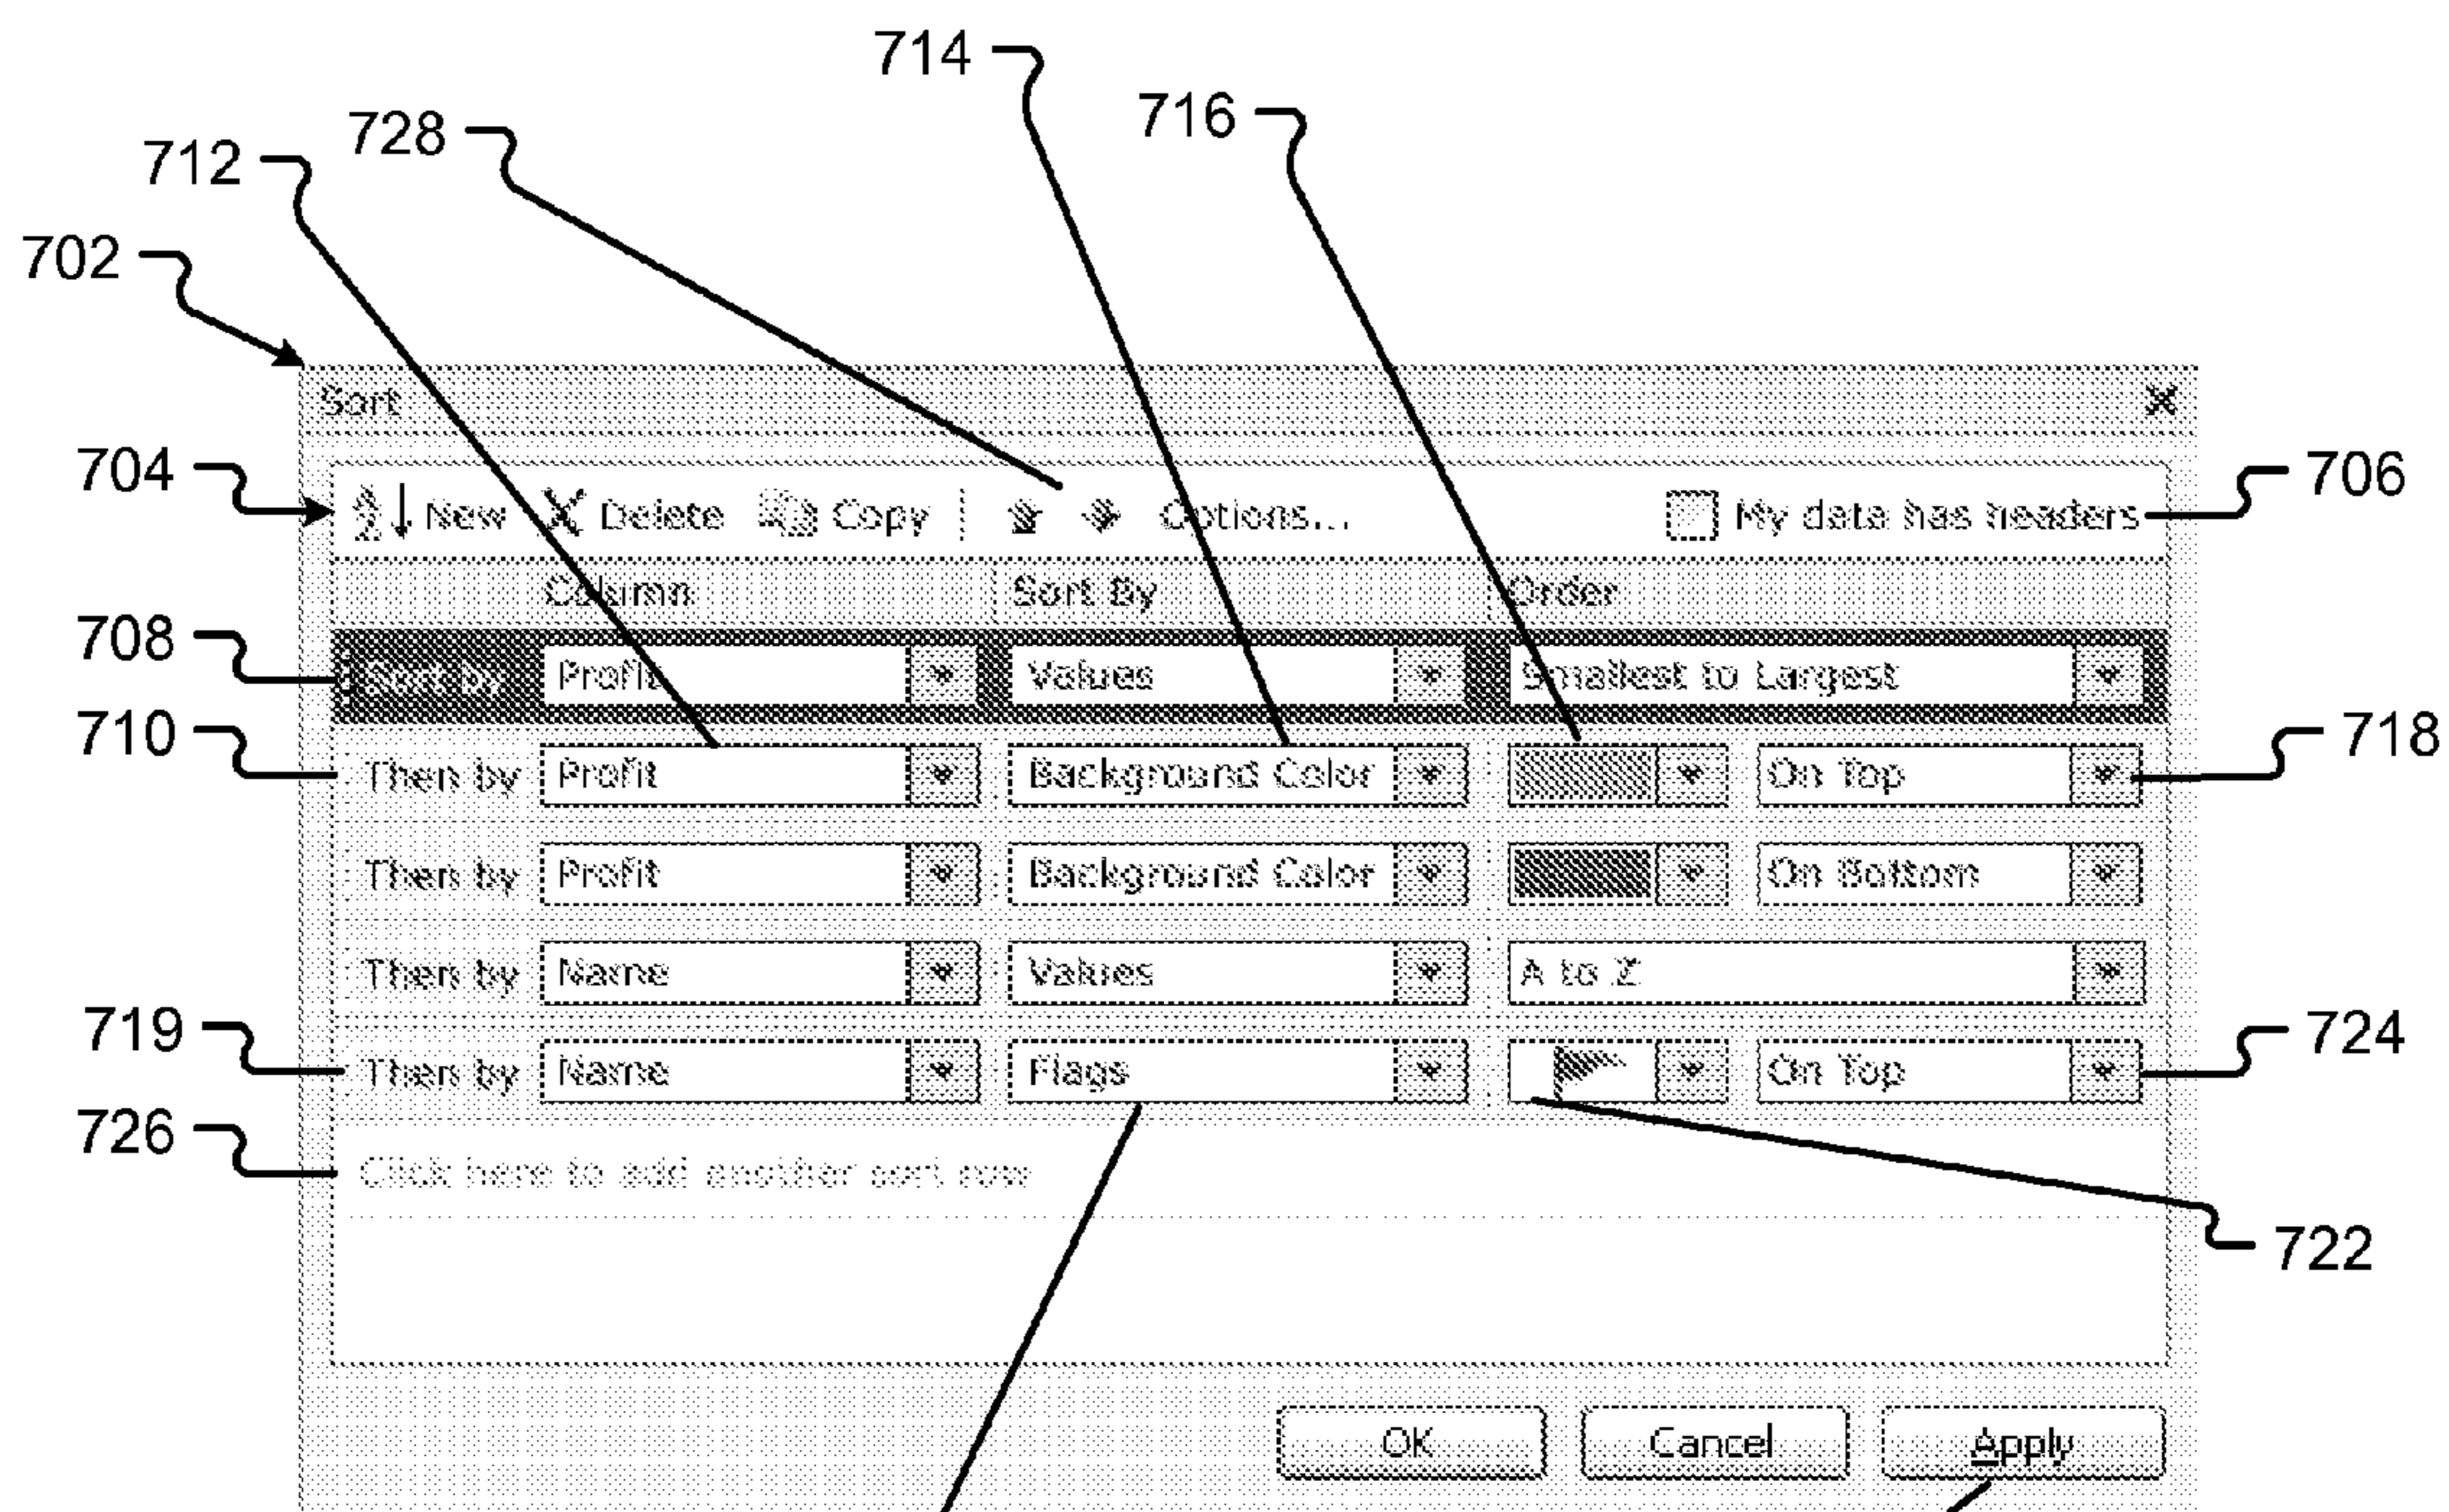 714
716
728
712
702
Sort
704
New Delete Copy Options... My data has headers
706
Column Sort By Order
708
Sort by Profit Values Smallest to Largest
710
Then by Profit Background Color On Top
718
Then by Profit Background Color On Bottom
Then by Name Values A to Z
719
Then by Name Flags On Top
724
726
Click here to add another sort row
722
OK Cancel Apply